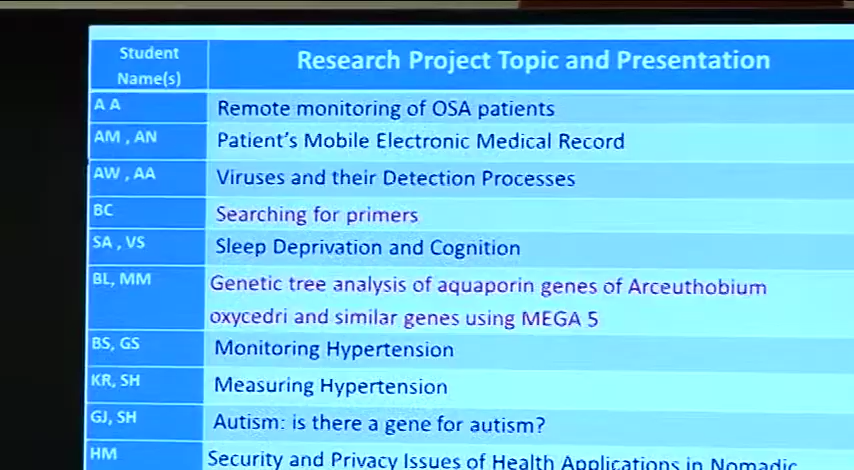 Student Name(s) Research Project Topic and Presentation
A A Remote monitoring of OSA patients
AM , AN Patient's Mobile Electronic Medical Record
AW , AA Viruses and their Detection Processes
BC Searching for primers
SA , VS Sleep Deprivation and Cognition
BL, MM Genetic tree analysis of aquaporin genes of Arceuthobium
oxycedri and similar genes using MEGA 5
BS, GS Monitoring Hypertension
KR, SH Measuring Hypertension
GJ, SH Autism: is there a gene for autism?
HM Security and Privacy Issues of Health Applications in Nomadic